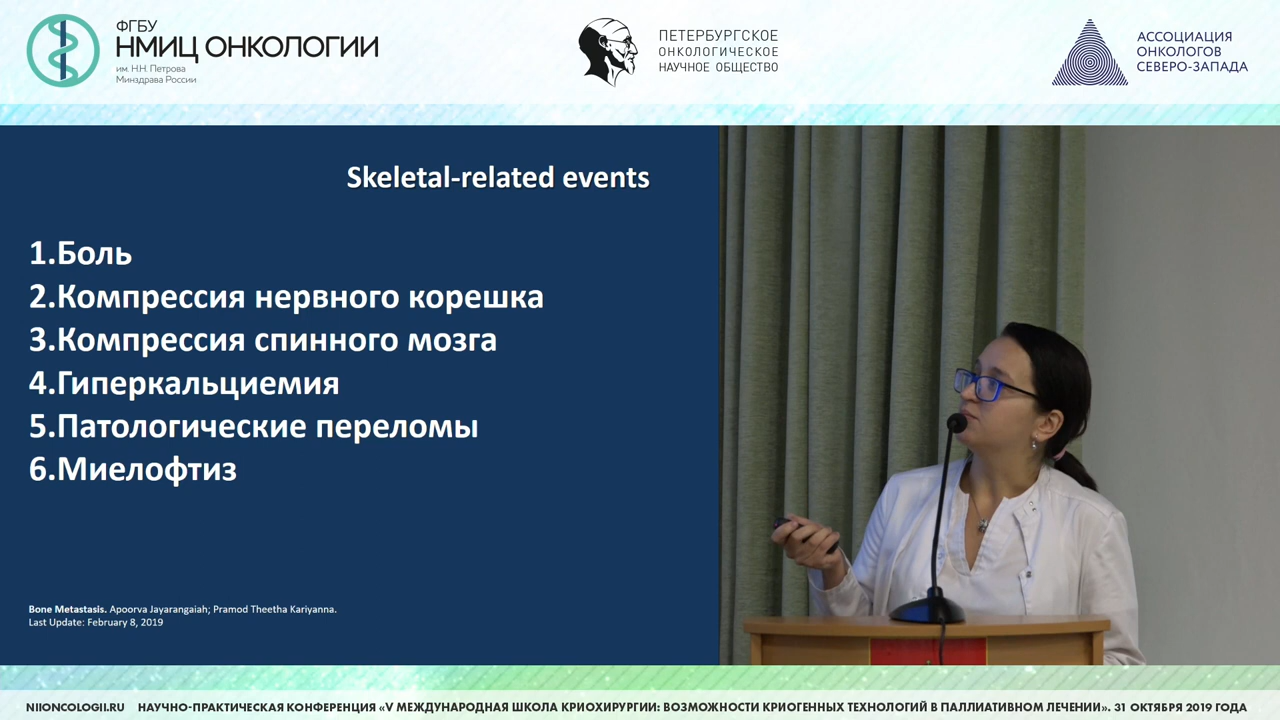 ФГБУ
НМИЦ ОНКОЛОГИИ
им. Н.Н. Петрова
Минздрава России
ПЕТЕРБУРГСКОЕ
ОНКОЛОГИЧЕСКОЕ
НАУЧНОЕ ОБЩЕСТВО
АССОЦИАЦИЯ
ОНКОЛОГОВ
СЕВЕРО-ЗАПАДА
Skeletal-related events
1.Боль
2.Компрессия нервного корешка
3.Компрессия спинного мозга
4.Гиперкальциемия
5.Патологические переломы
6.Миелофтиз
Bone Metastasis. Apoorva Jayarangaiah; Pramod Theetha Kariyanna.
Last Update: February 8, 2019
NIIONCOLOGII.RU НАУЧНО-ПРАКТИЧЕСКАЯ КОНФЕРЕНЦИЯ «V МЕЖДУНАРОДНАЯ ШКОЛА КРИОХИРУРГИИ: ВОЗМОЖНОСТИ КРИОГЕННЫХ ТЕХНОЛОГИЙ В ПАЛЛИАТИВНОМ ЛЕЧЕНИИ». 31 ОКТЯБРЯ 2019 ГОДА